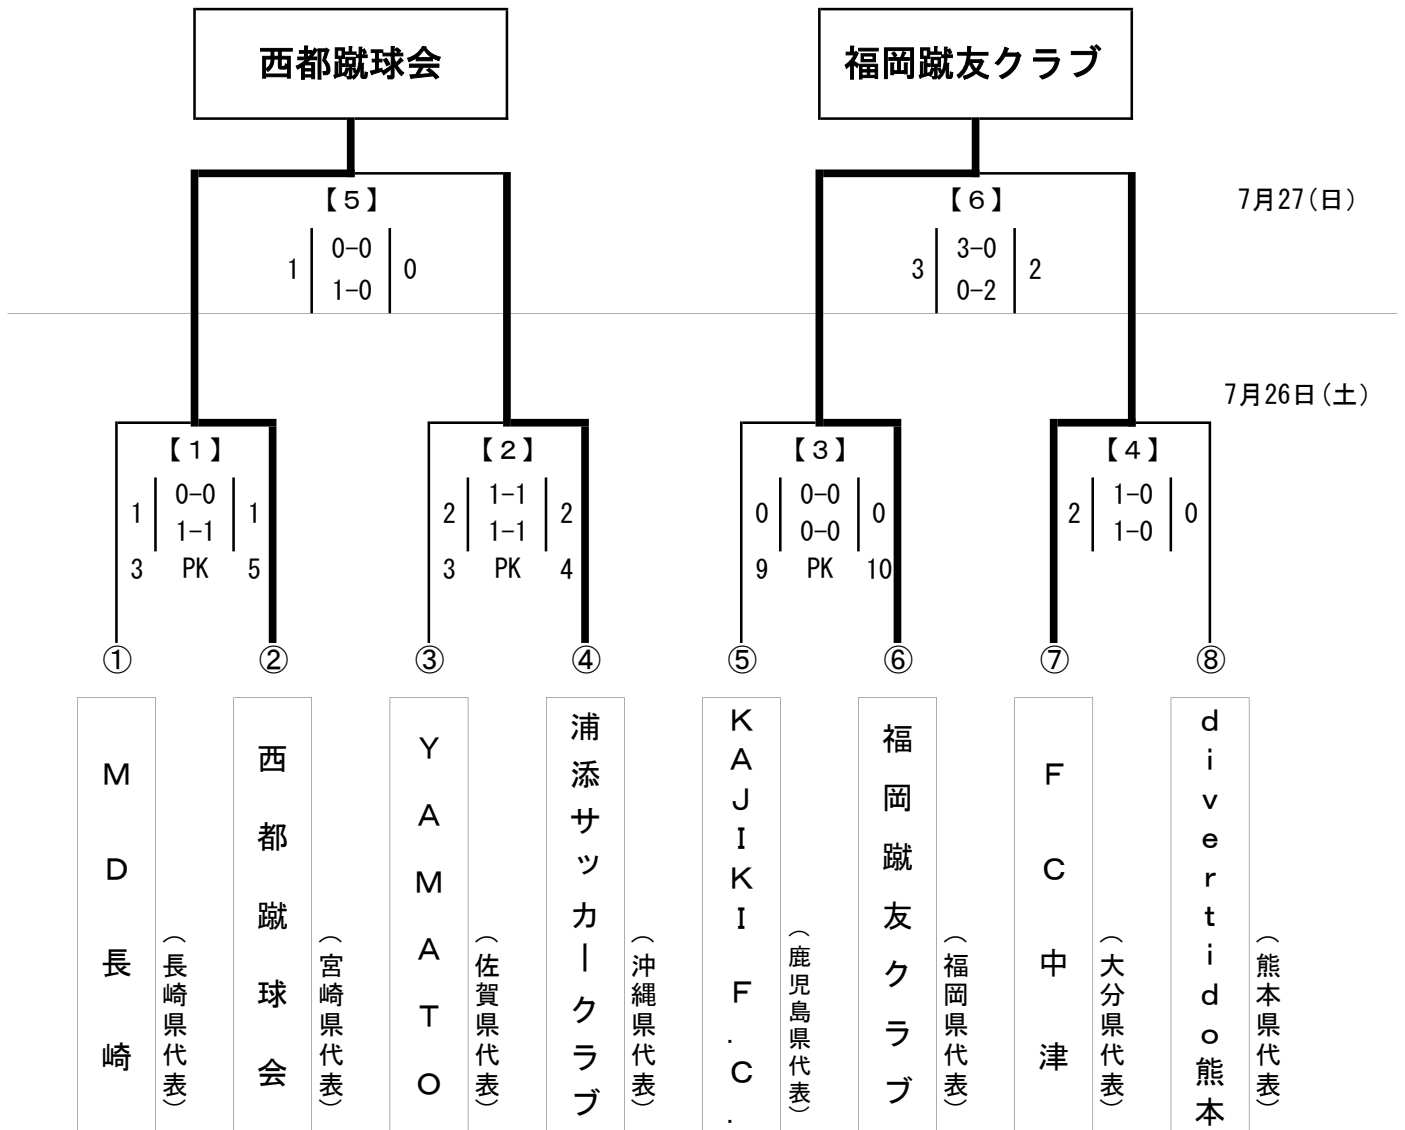 西都蹴球会
福岡蹴友クラブ
【５】
【６】
7月27(日)
0-0
1 0
1-0
3-0
3 2
0-2
7月26日(土)
【１】
【２】
【３】
【４】
0-0
1 1
1-1
3 PK 5
1-1
2 2
1-1
3 PK 4
0-0
0 0
0-0
9 PK 10
1-0
2 0
1-0
①
②
③
④
⑤
⑥
⑦
⑧
ＭＤ長崎
(長崎県代表)
西都蹴球会
(宮崎県代表)
ＹＡＭＡＴＯ
(佐賀県代表)
浦添サッカークラブ
(沖縄県代表)
ＫＡＪＩＫＩ　Ｆ．Ｃ．
(鹿児島県代表)
福岡蹴友クラブ
(福岡県代表)
ＦＣ中津
(大分県代表)
ｄｉｖｅｒｔｉｄｏ熊本
(熊本県代表)